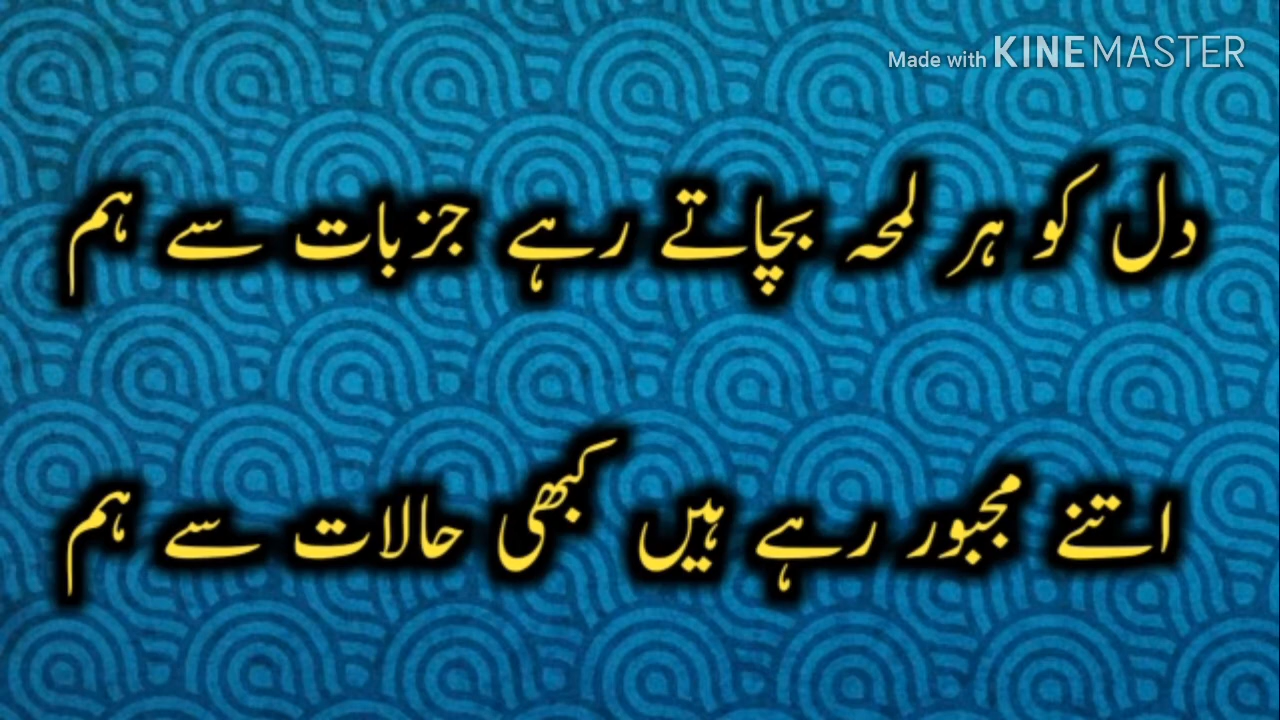 Made with KINEMASTER
دل کو ہر لمحہ بچاتے رہے جزبات سے ہم
اتنے مجبور رہے ہیں کبھی حالات سے ہم